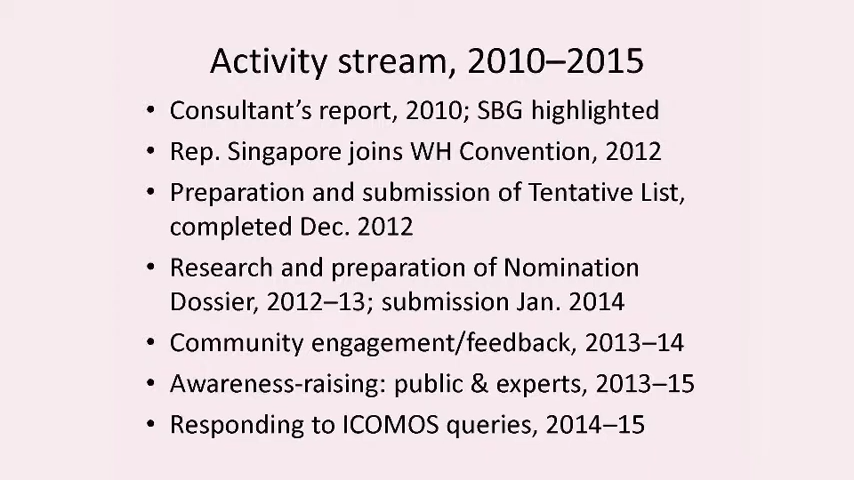 Activity stream, 2010–2015
• Consultant's report, 2010; SBG highlighted
• Rep. Singapore joins WH Convention, 2012
• Preparation and submission of Tentative List,
completed Dec. 2012
• Research and preparation of Nomination
Dossier, 2012–13; submission Jan. 2014
• Community engagement/feedback, 2013–14
• Awareness-raising: public & experts, 2013–15
• Responding to ICOMOS queries, 2014–15